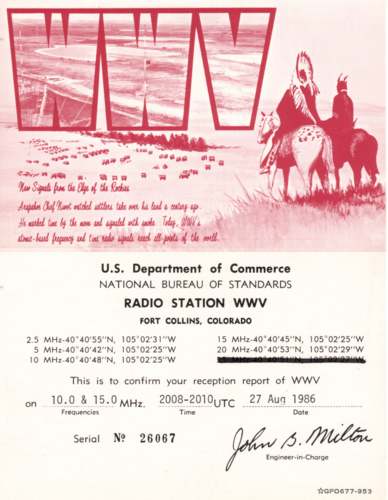 WWV
New Signals from the Edge of the Rockies
Arapahoe Chief Niwot watched settlers take over his land a century ago.
He marked time by the moon and signaled with smoke. Today, WWV's
atomic-based frequency and time radio signals reach all points of the world.
U.S. Department of Commerce
NATIONAL BUREAU OF STANDARDS
RADIO STATION WWV
FORT COLLINS, COLORADO
2.5 MHz-40°40'55"N, 105°02'31"W 15 MHz-40°40'45"N, 105°02'25"W
5 MHz-40°40'42"N, 105°02'25"W 20 MHz-40°40'53"N, 105°02'29"W
10 MHz-40°40'48"N, 105°02'25"W
This is to confirm your reception report of WWV
on 10.0 & 15.0 MHz. 2008-2010 UTC 27 Aug 1986
Frequencies Time Date
Serial Nº 26067 John B. Milton
Engineer-in-Charge
☆GPO677-953